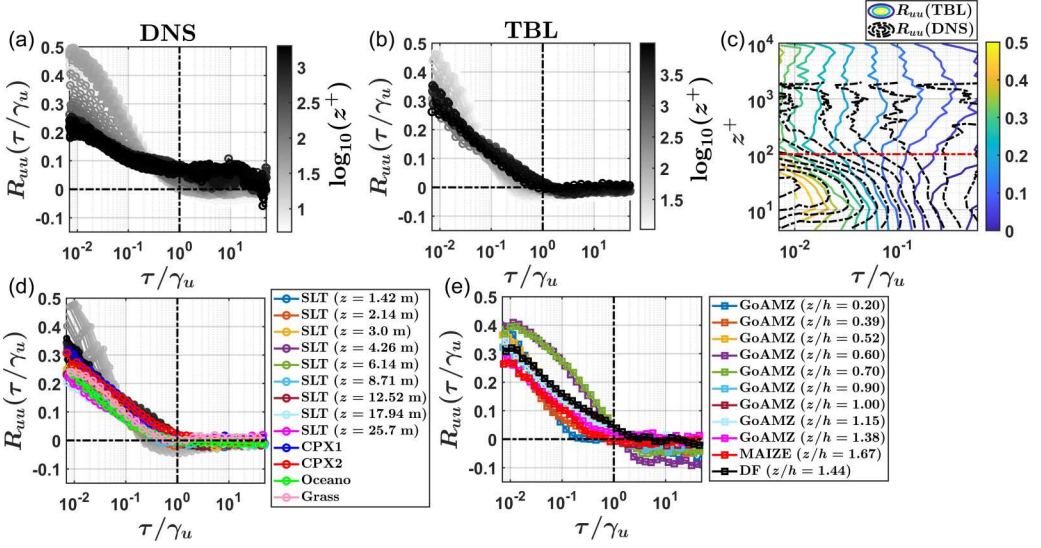 (a)
DNS
R_uu(τ/γ_u)
0.5
0.4
0.3
0.2
0.1
0
-0.1
10^-2
10^-1
10^0
10^1
τ/γ_u
3
2.5
2
1.5
1
log_10(z^+)
(b)
TBL
R_uu(τ/γ_u)
0.5
0.4
0.3
0.2
0.1
0
-0.1
10^-2
10^-1
10^0
10^1
τ/γ_u
3.5
3
2.5
2
1.5
log_10(z^+)
(c)
R_uu(TBL)
R_uu(DNS)
z^+
10^4
10^3
10^2
10^1
10^-2
10^-1
τ/γ_u
0.5
0.4
0.3
0.2
0.1
0
(d)
R_uu(τ/γ_u)
0.5
0.4
0.3
0.2
0.1
0
-0.1
10^-2
10^-1
10^0
10^1
τ/γ_u
SLT (z = 1.42 m)
SLT (z = 2.14 m)
SLT (z = 3.0 m)
SLT (z = 4.26 m)
SLT (z = 6.14 m)
SLT (z = 8.71 m)
SLT (z = 12.52 m)
SLT (z = 17.94 m)
SLT (z = 25.7 m)
CPX1
CPX2
Oceano
Grass
(e)
R_uu(τ/γ_u)
0.5
0.4
0.3
0.2
0.1
0
-0.1
10^-2
10^-1
10^0
10^1
τ/γ_u
GoAMZ (z/h = 0.20)
GoAMZ (z/h = 0.39)
GoAMZ (z/h = 0.52)
GoAMZ (z/h = 0.60)
GoAMZ (z/h = 0.70)
GoAMZ (z/h = 0.90)
GoAMZ (z/h = 1.00)
GoAMZ (z/h = 1.15)
GoAMZ (z/h = 1.38)
MAIZE (z/h = 1.67)
DF (z/h = 1.44)